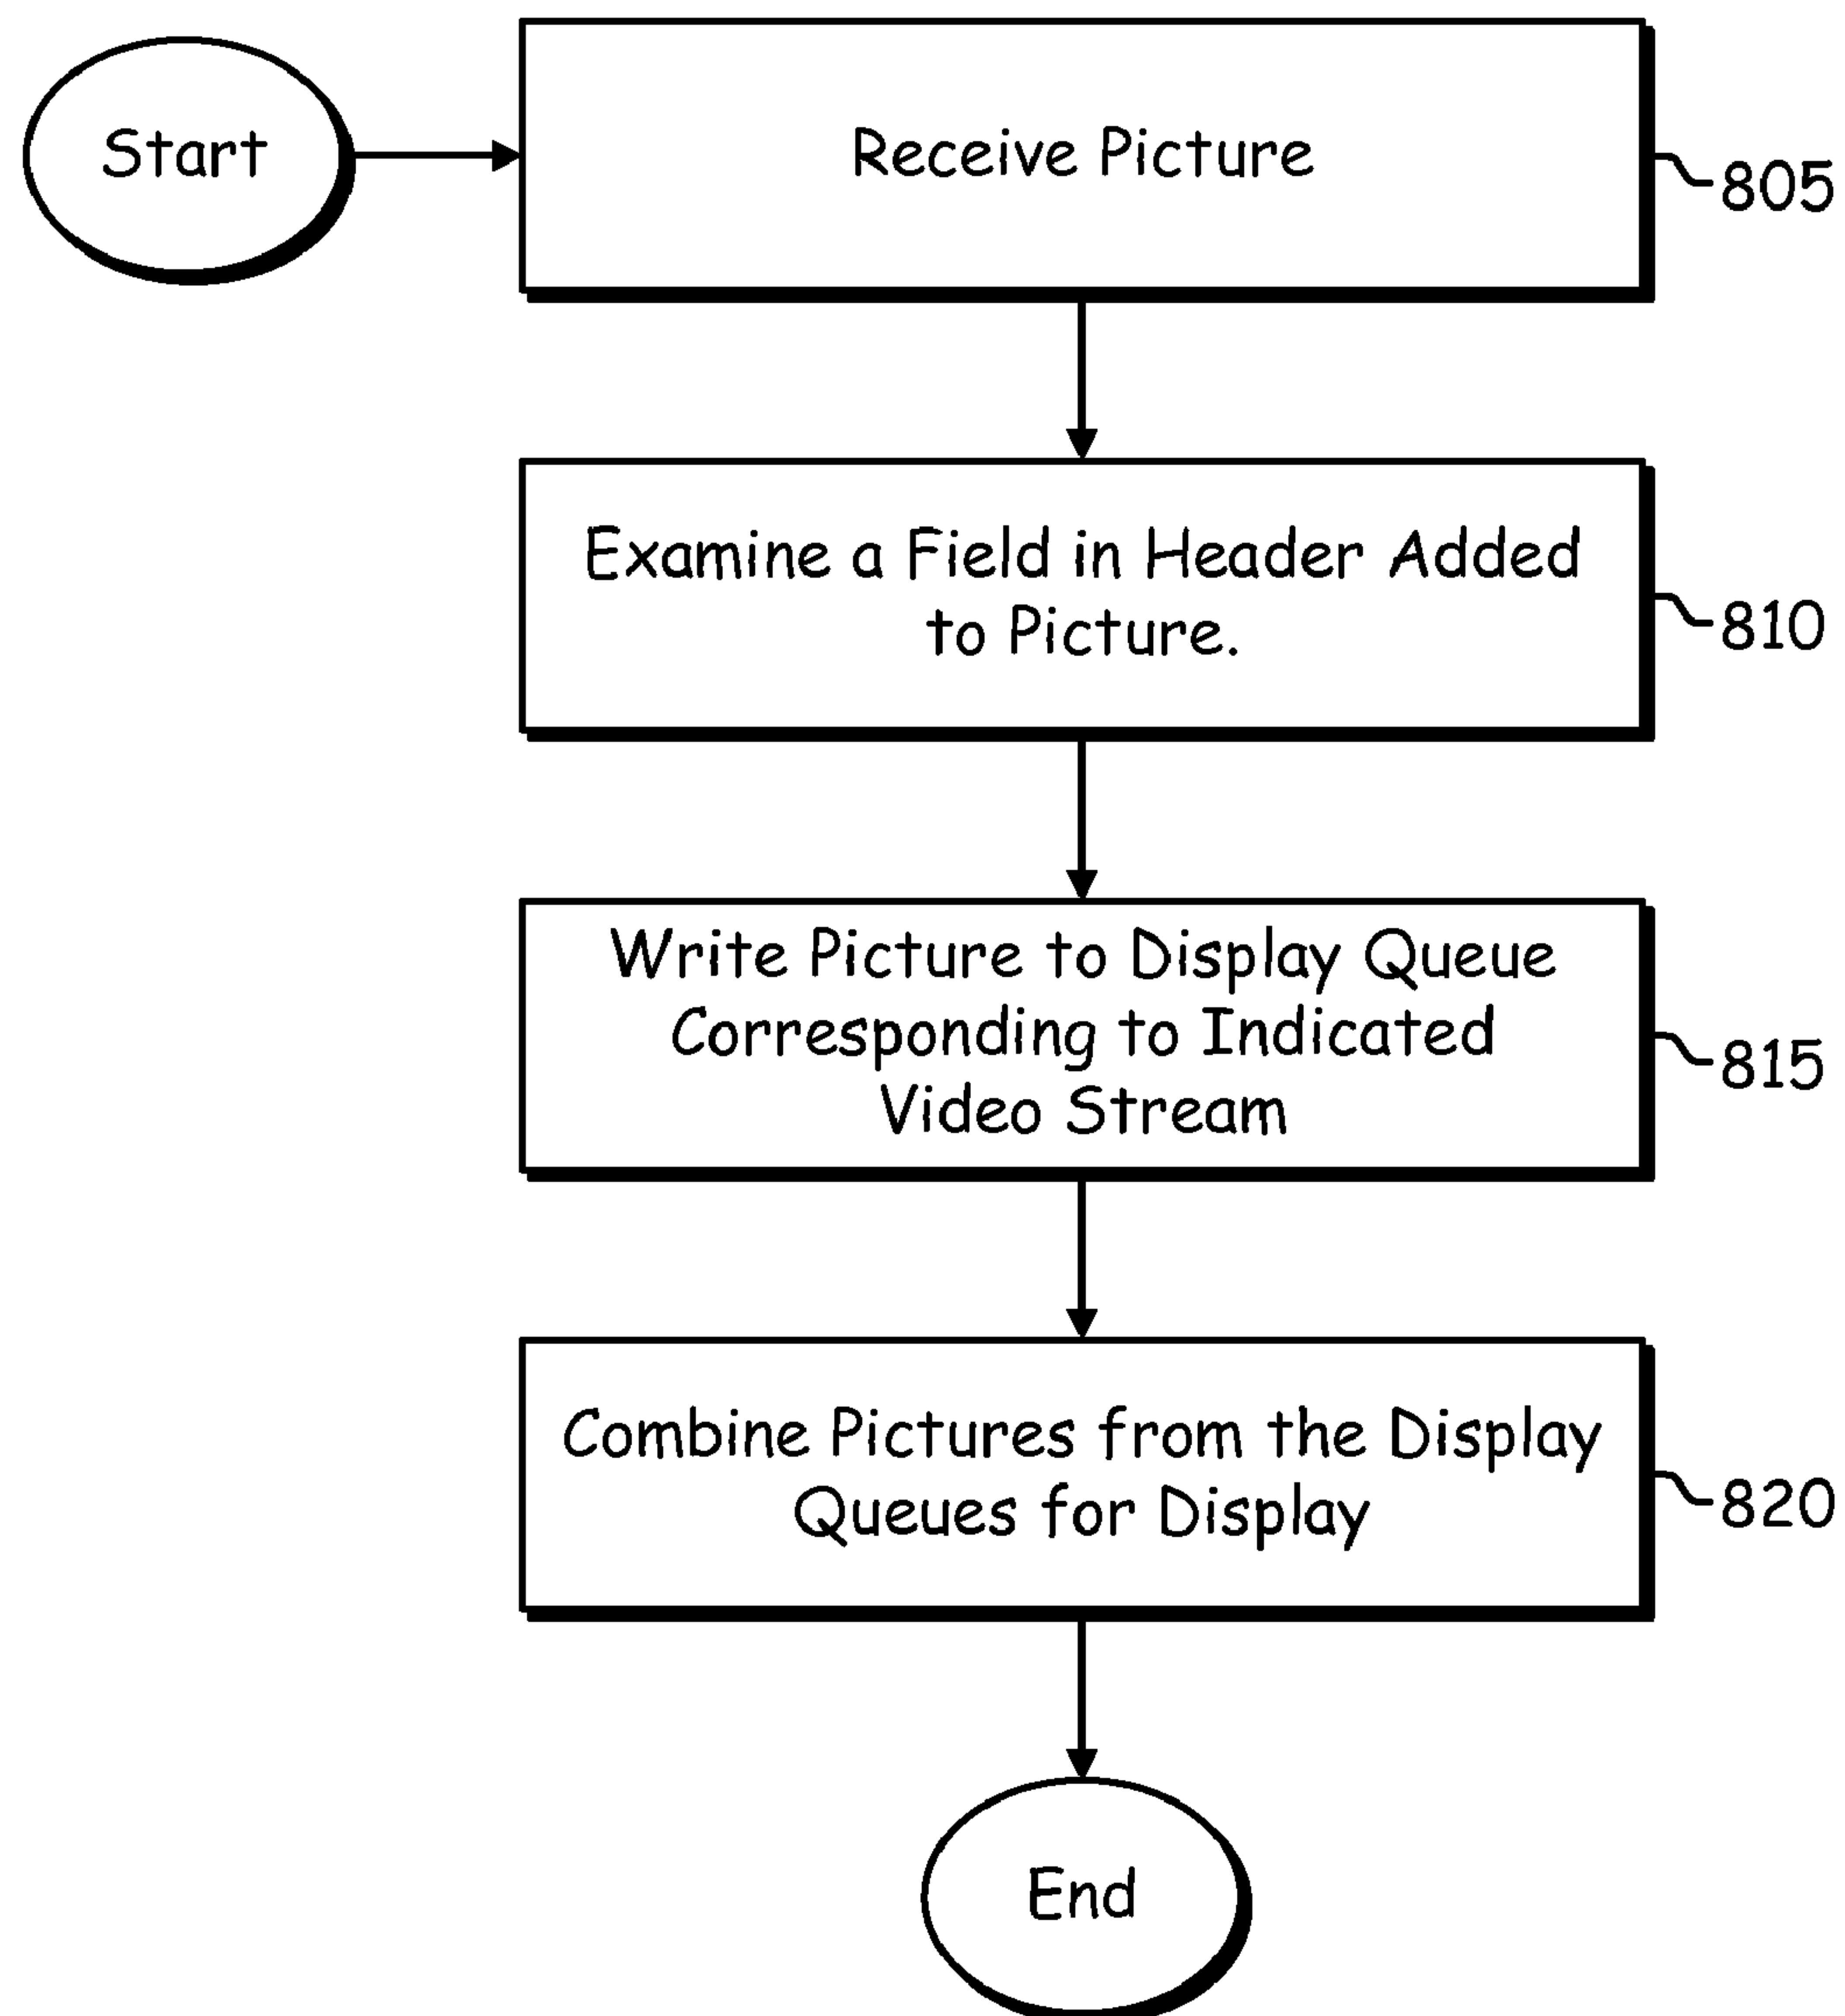 Start
Receive Picture
805
Examine a Field in Header Added
to Picture.
810
Write Picture to Display Queue
Corresponding to Indicated
Video Stream
815
Combine Pictures from the Display
Queues for Display
820
End